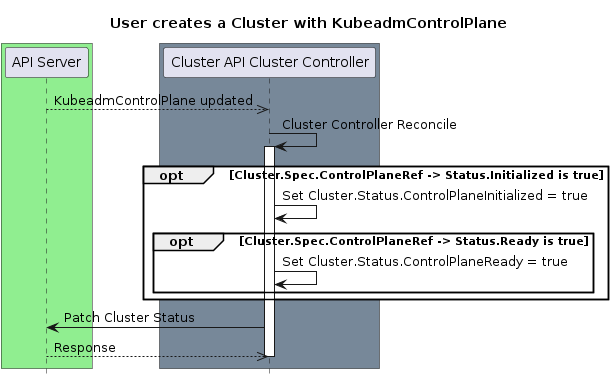 User creates a Cluster with KubeadmControlPlane
API Server
Cluster API Cluster Controller
KubeadmControlPlane updated
Cluster Controller Reconcile
opt
[Cluster.Spec.ControlPlaneRef -> Status.Initialized is true]
Set Cluster.Status.ControlPlaneInitialized = true
opt
[Cluster.Spec.ControlPlaneRef -> Status.Ready is true]
Set Cluster.Status.ControlPlaneReady = true
Patch Cluster Status
Response